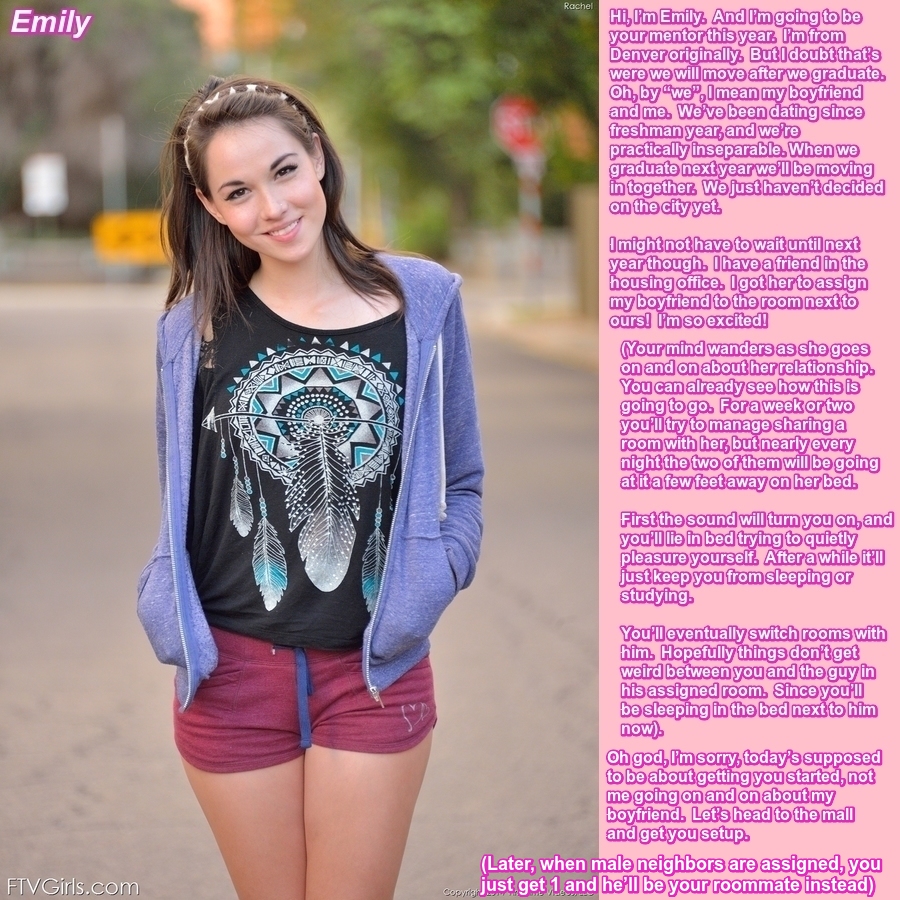 Emily
Rachel
Hi, I'm Emily. And I'm going to be
your mentor this year. I'm from
Denver originally. But I doubt that's
were we will move after we graduate.
Oh, by "we", I mean my boyfriend
and me. We've been dating since
freshman year, and we're
practically inseparable. When we
graduate next year we'll be moving
in together. We just haven't decided
on the city yet.
I might not have to wait until next
year though. I have a friend in the
housing office. I got her to assign
my boyfriend to the room next to
ours! I'm so excited!
(Your mind wanders as she goes
on and on about her relationship.
You can already see how this is
going to go. For a week or two
you'll try to manage sharing a
room with her, but nearly every
night the two of them will be going
at it a few feet away on her bed.
First the sound will turn you on, and
you'll lie in bed trying to quietly
pleasure yourself. After a while it'll
just keep you from sleeping or
studying.
You'll eventually switch rooms with
him. Hopefully things don't get
weird between you and the guy in
his assigned room. Since you'll
be sleeping in the bed next to him
now).
Oh god, I'm sorry, today's supposed
to be about getting you started, not
me going on and on about my
boyfriend. Let's head to the mall
and get you setup.
(Later, when male neighbors are assigned, you
just get 1 and he'll be your roommate instead)
FTVGirls.com
Copyright